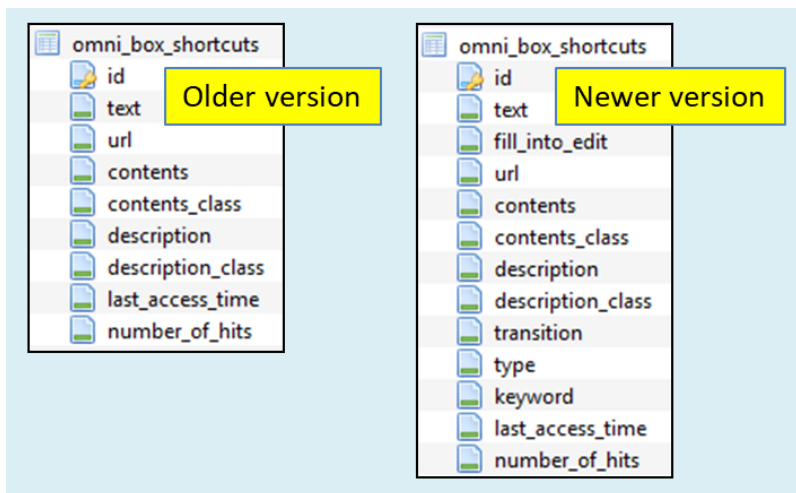 omni_box_shortcuts
id
Older version
text
url
contents
contents_class
description
description_class
last_access_time
number_of_hits
omni_box_shortcuts
id
Newer version
text
fill_into_edit
url
contents
contents_class
description
description_class
transition
type
keyword
last_access_time
number_of_hits